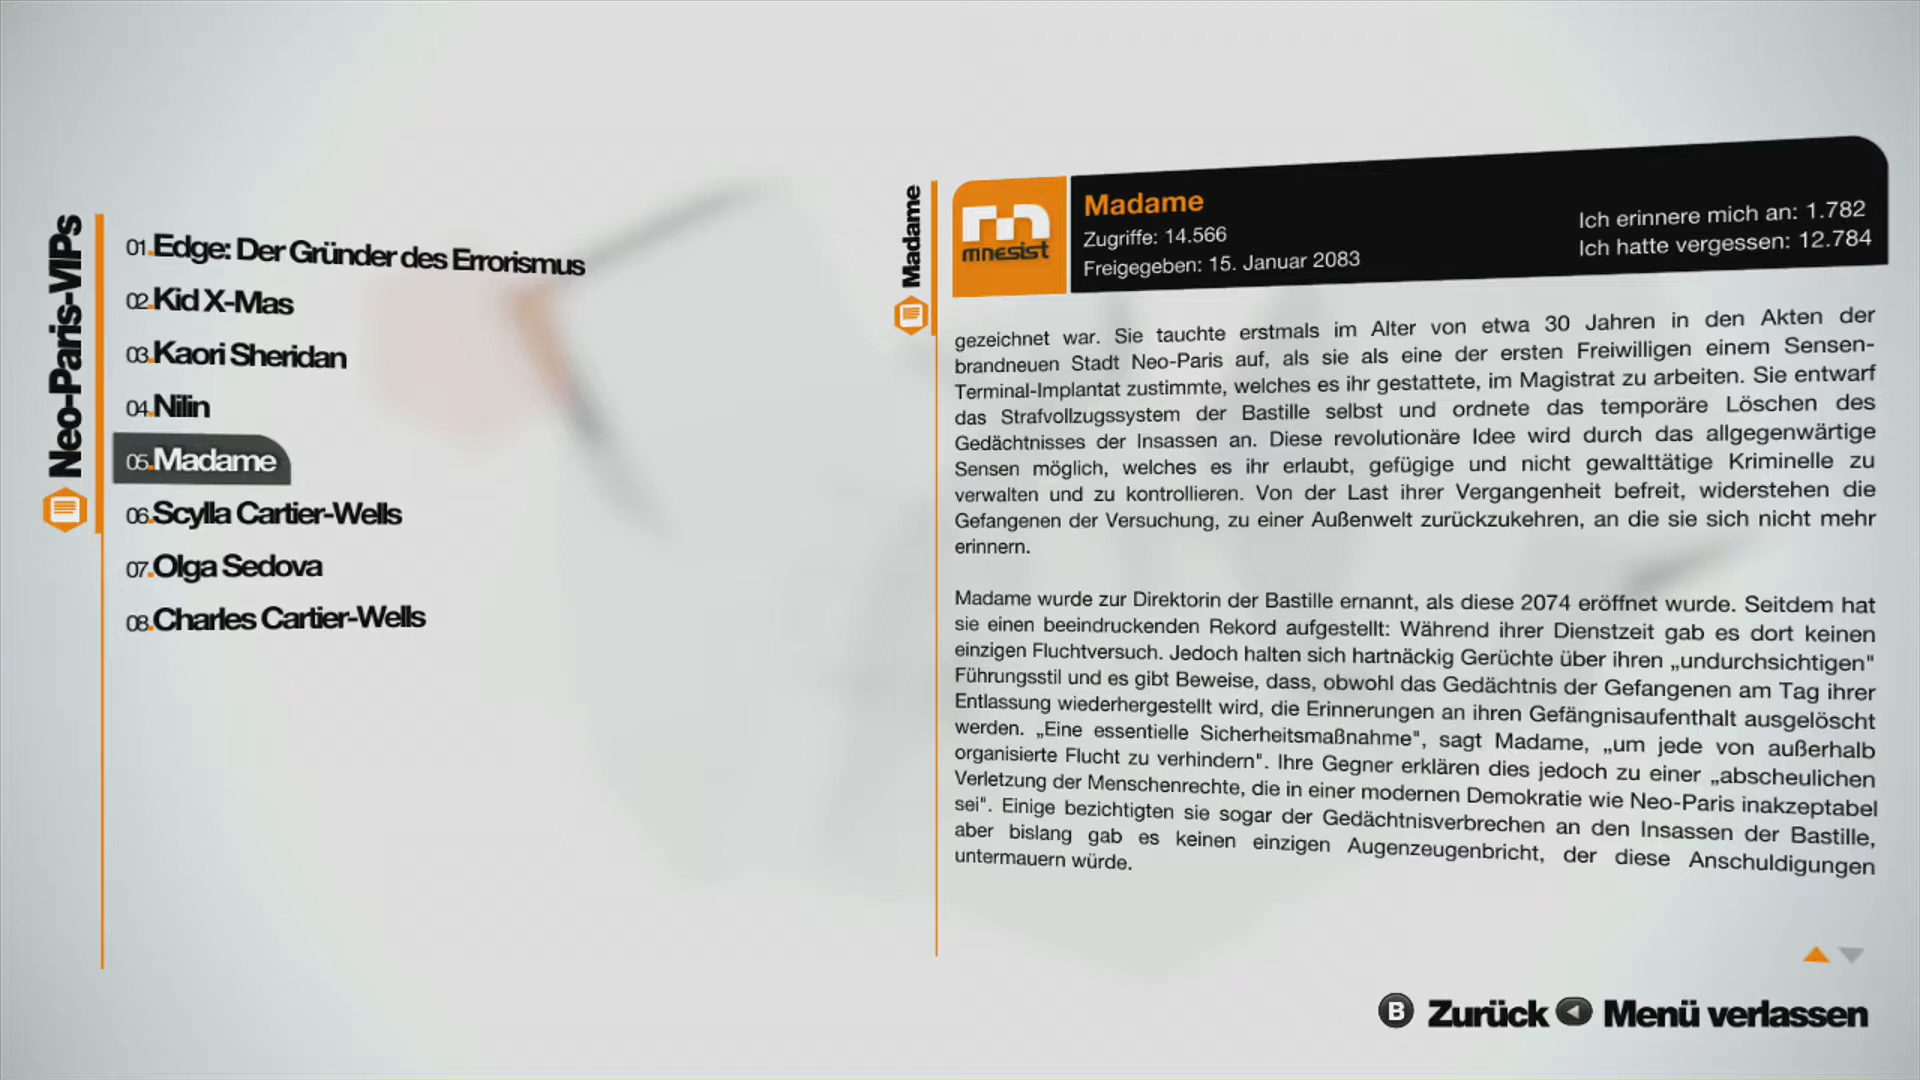 Neo-Paris-VIPs
01.Edge: Der Gründer des Errorismus
02.Kid X-Mas
03.Kaori Sheridan
04.Nilin
05.Madame
06.Scylla Cartier-Wells
07.Olga Sedova
08.Charles Cartier-Wells
Madame
mnesist
Madame
Zugriffe: 14.566
Freigegeben: 15. Januar 2083
Ich erinnere mich an: 1.782
Ich hatte vergessen: 12.784
gezeichnet war. Sie tauchte erstmals im Alter von etwa 30 Jahren in den Akten der
brandneuen Stadt Neo-Paris auf, als sie als eine der ersten Freiwilligen einem Sensen-
Terminal-Implantat zustimmte, welches es ihr gestattete, im Magistrat zu arbeiten. Sie entwarf
das Strafvollzugssystem der Bastille selbst und ordnete das temporäre Löschen des
Gedächtnisses der Insassen an. Diese revolutionäre Idee wird durch das allgegenwärtige
Sensen möglich, welches es ihr erlaubt, gefügige und nicht gewalttätige Kriminelle zu
verwalten und zu kontrollieren. Von der Last ihrer Vergangenheit befreit, widerstehen die
Gefangenen der Versuchung, zu einer Außenwelt zurückzukehren, an die sie sich nicht mehr
erinnern.
Madame wurde zur Direktorin der Bastille ernannt, als diese 2074 eröffnet wurde. Seitdem hat
sie einen beeindruckenden Rekord aufgestellt: Während ihrer Dienstzeit gab es dort keinen
einzigen Fluchtversuch. Jedoch halten sich hartnäckig Gerüchte über ihren „undurchsichtigen"
Führungsstil und es gibt Beweise, dass, obwohl das Gedächtnis der Gefangenen am Tag ihrer
Entlassung wiederhergestellt wird, die Erinnerungen an ihren Gefängnisaufenthalt ausgelöscht
werden. „Eine essentielle Sicherheitsmaßnahme", sagt Madame, „um jede von außerhalb
organisierte Flucht zu verhindern". Ihre Gegner erklären dies jedoch zu einer „abscheulichen
Verletzung der Menschenrechte, die in einer modernen Demokratie wie Neo-Paris inakzeptabel
sei". Einige bezichtigten sie sogar der Gedächtnisverbrechen an den Insassen der Bastille,
aber bislang gab es keinen einzigen Augenzeugenbricht, der diese Anschuldigungen
untermauern würde.
B Zurück Menü verlassen